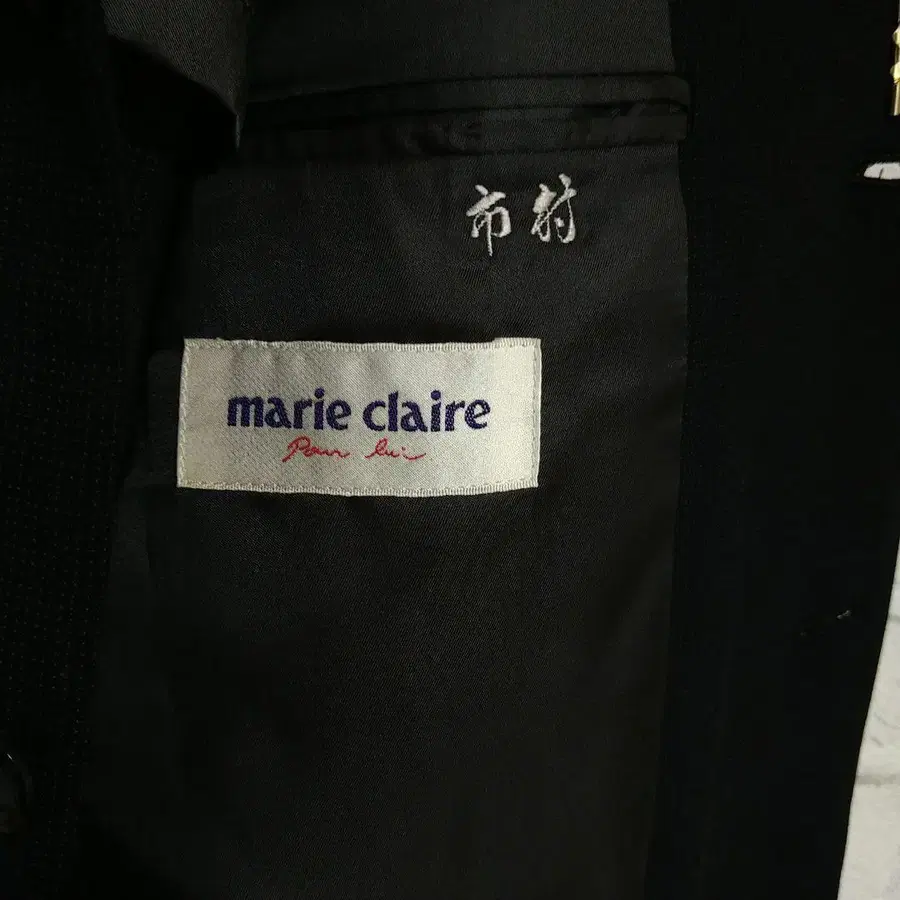 市村
marie claire
Pour lui